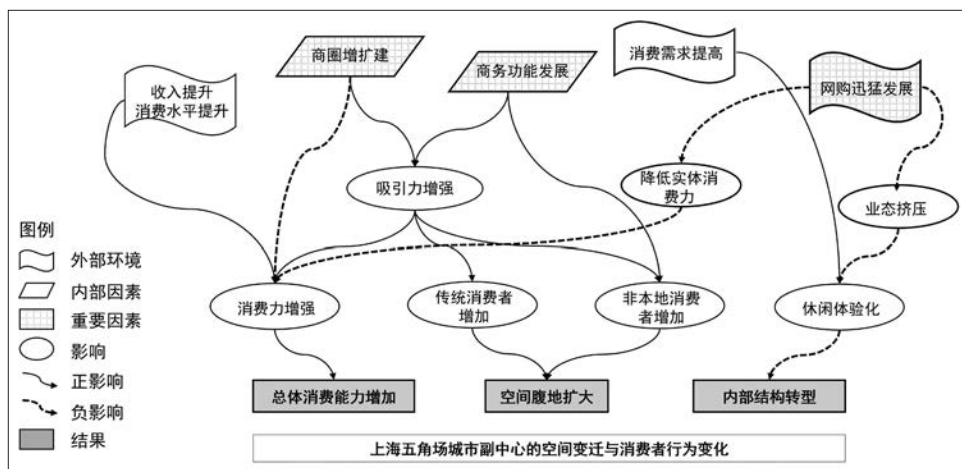 商圈增扩建
消费需求提高
商务功能发展
收入提升
消费水平提升
网购迅猛发展
吸引力增强
降低实体消
费力
业态挤压
图例
外部环境
内部因素
重要因素
影响
正影响
负影响
结果
消费力增强
传统消费者
增加
非本地消费
者增加
休闲体验化
总体消费能力增加
空间腹地扩大
内部结构转型
上海五角场城市副中心的空间变迁与消费者行为变化